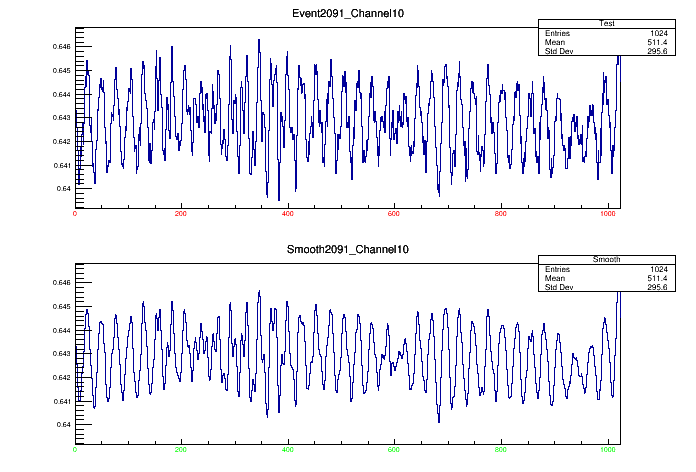 Event2091_Channel10
Test
Entries 1024
Mean 511.4
Std Dev 295.6
0.646
0.645
0.644
0.643
0.642
0.641
0.64
0 200 400 600 800 1000
Smooth2091_Channel10
Smooth
Entries 1024
Mean 511.4
Std Dev 295.6
0.646
0.645
0.644
0.643
0.642
0.641
0.64
0 200 400 600 800 1000